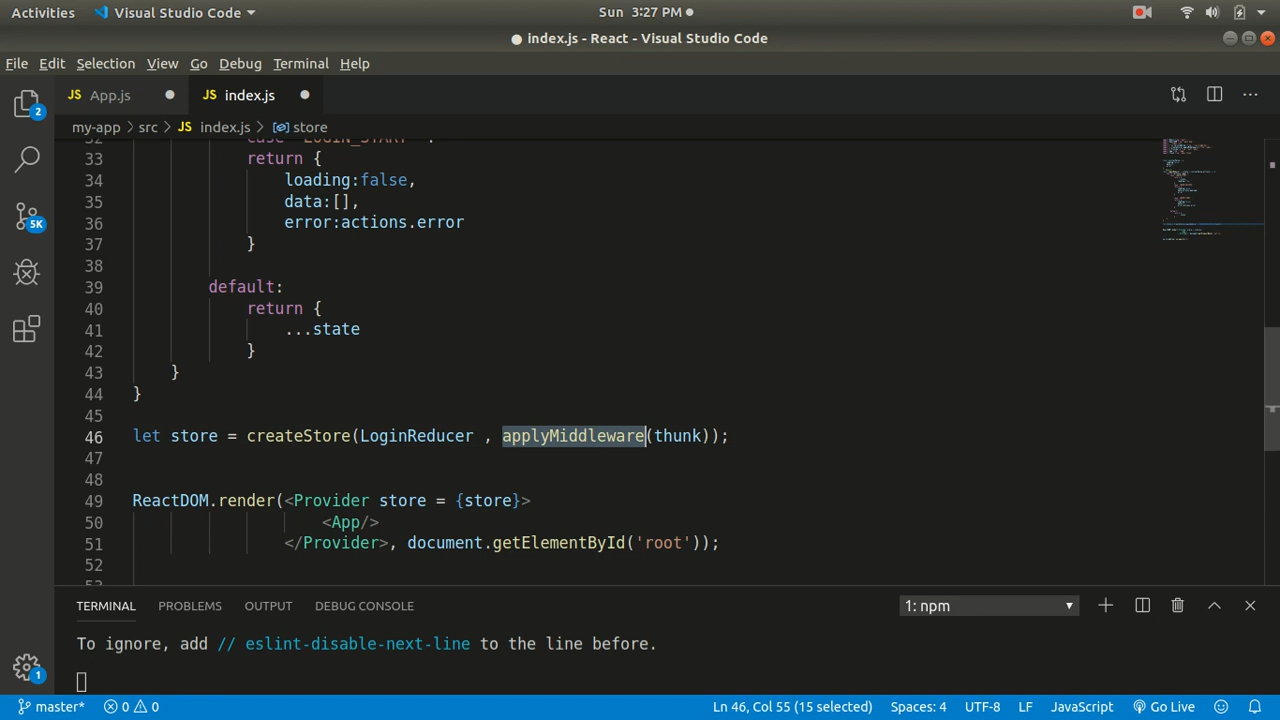 Activities Visual Studio Code Sun 3:27 PM
index.js - React - Visual Studio Code
File Edit Selection View Go Debug Terminal Help
2 JS App.js JS index.js
my-app > src > JS index.js > store
33 return {
34 loading:false,
35 data:[],
5K 36 error:actions.error
37 }
38
39 default:
40 return {
41 ...state
42 }
43 }
44 }
45
46 let store = createStore(LoginReducer , applyMiddleware(thunk));
47
48
49 ReactDOM.render(<Provider store = {store}>
50 <App/>
51 </Provider>, document.getElementById('root'));
52
TERMINAL PROBLEMS OUTPUT DEBUG CONSOLE 1: npm
To ignore, add // eslint-disable-next-line to the line before.
1
master* 0 0 Ln 46, Col 55 (15 selected) Spaces: 4 UTF-8 LF JavaScript Go Live